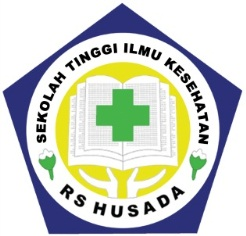 SEKOLAH TINGGI ILMU KESEHATAN
RS HUSADA